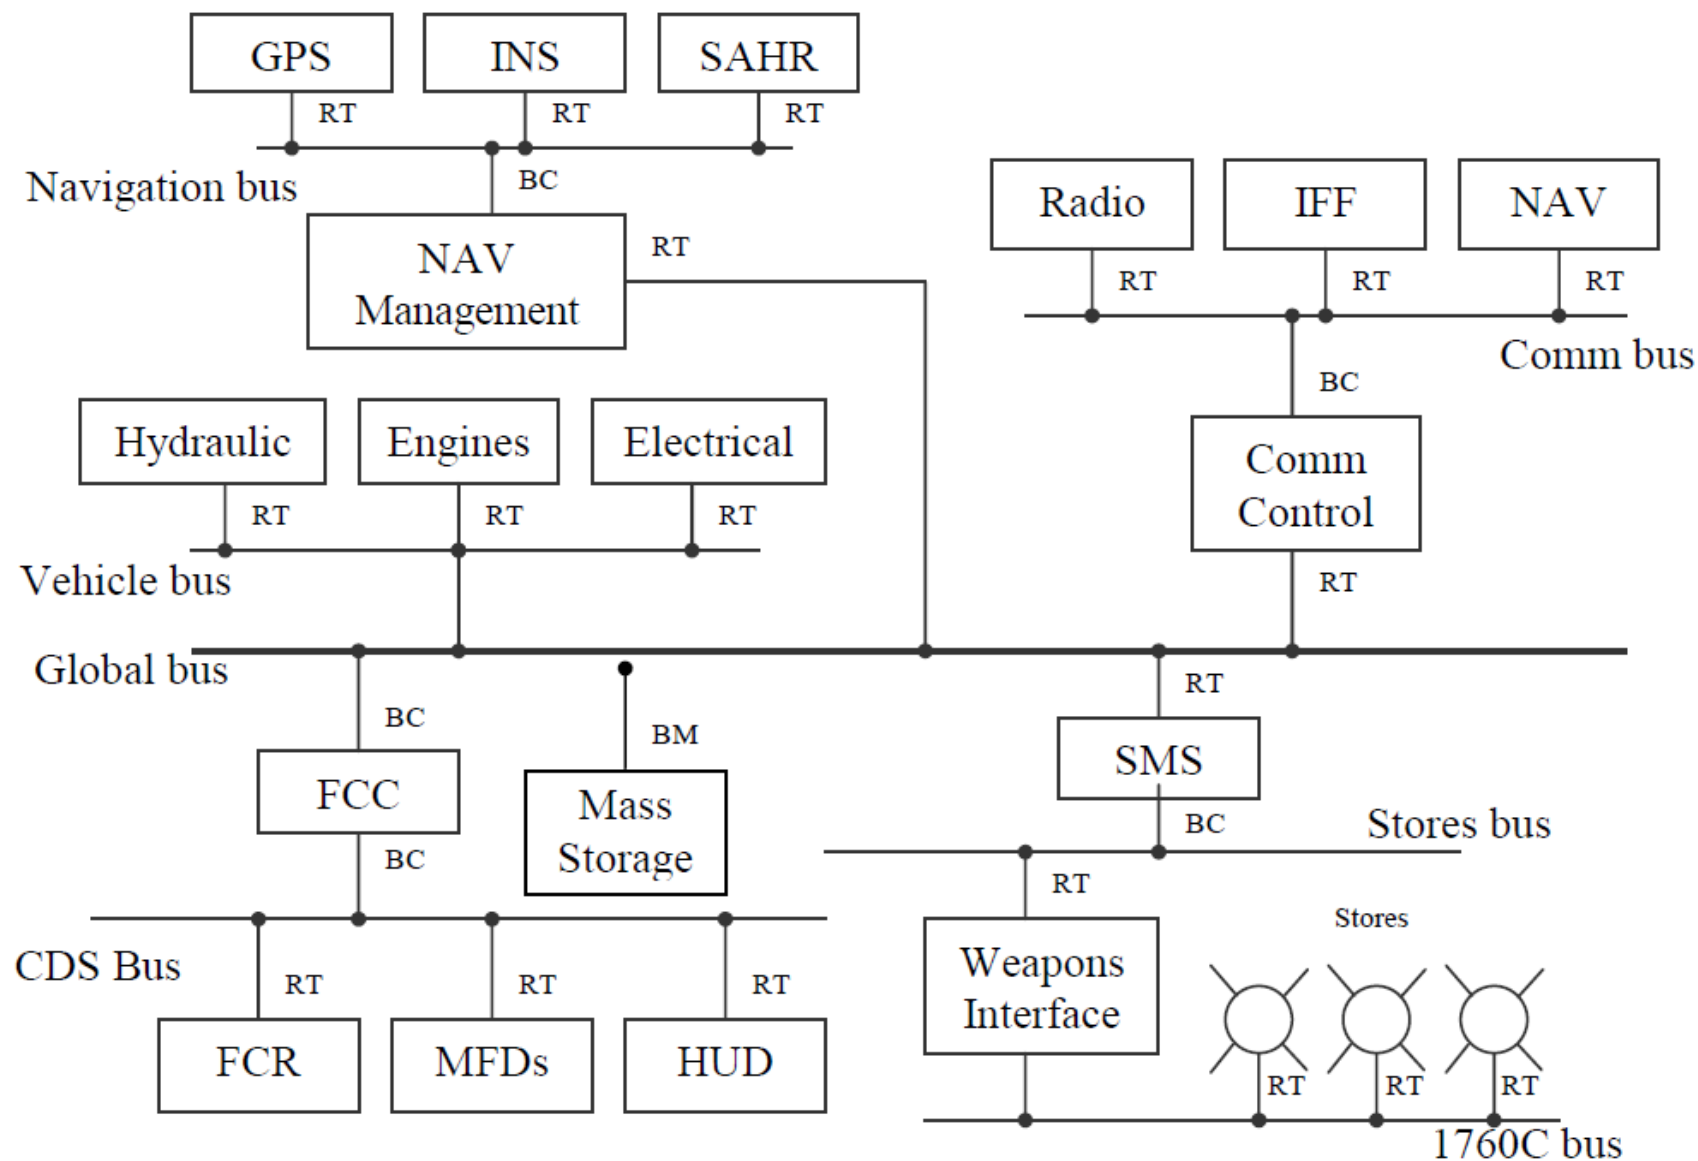 GPS
INS
SAHR
RT
RT
RT
Navigation bus
BC
NAV
Management
RT
Radio
IFF
NAV
RT
RT
RT
Comm bus
BC
Comm
Control
RT
Hydraulic
Engines
Electrical
RT
RT
RT
Vehicle bus
Global bus
BC
FCC
BC
BM
Mass
Storage
RT
SMS
BC
Stores bus
RT
Weapons
Interface
Stores
RT
RT
RT
1760C bus
CDS Bus
RT
RT
RT
FCR
MFDs
HUD